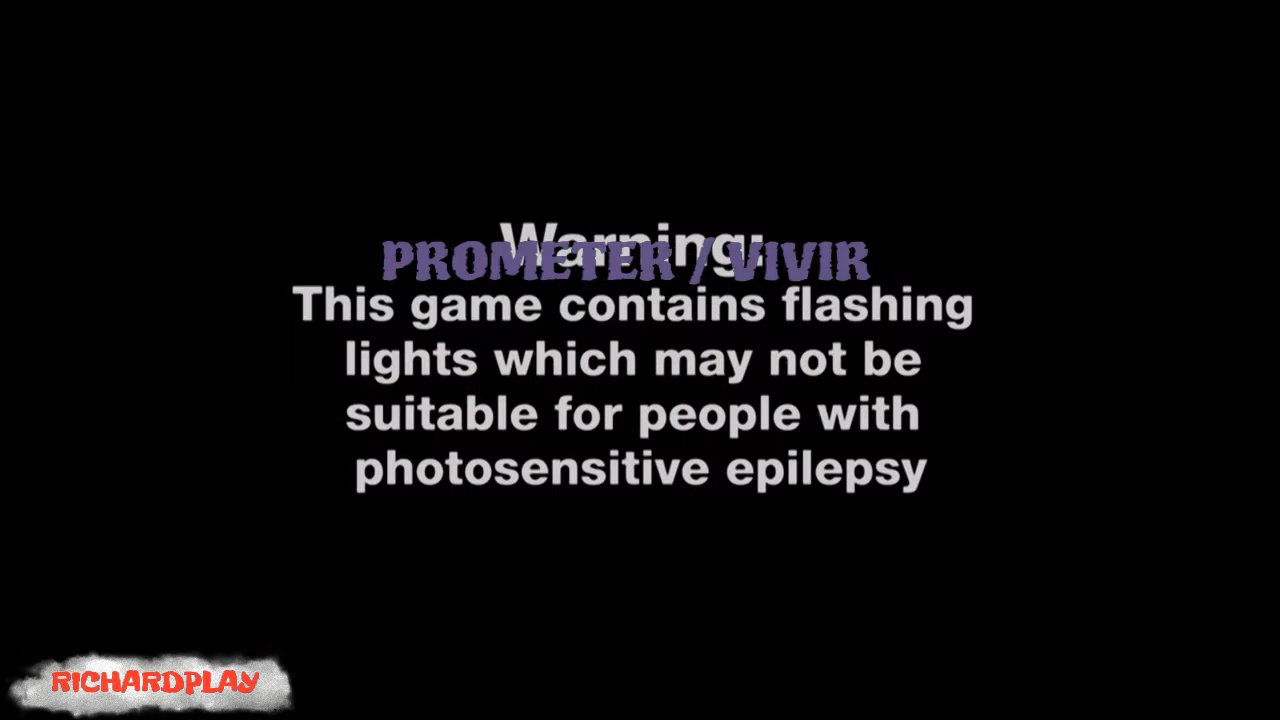 Warning:
PROMETER / VIVIR
This game contains flashing
lights which may not be
suitable for people with
photosensitive epilepsy
RICHARDPLAY